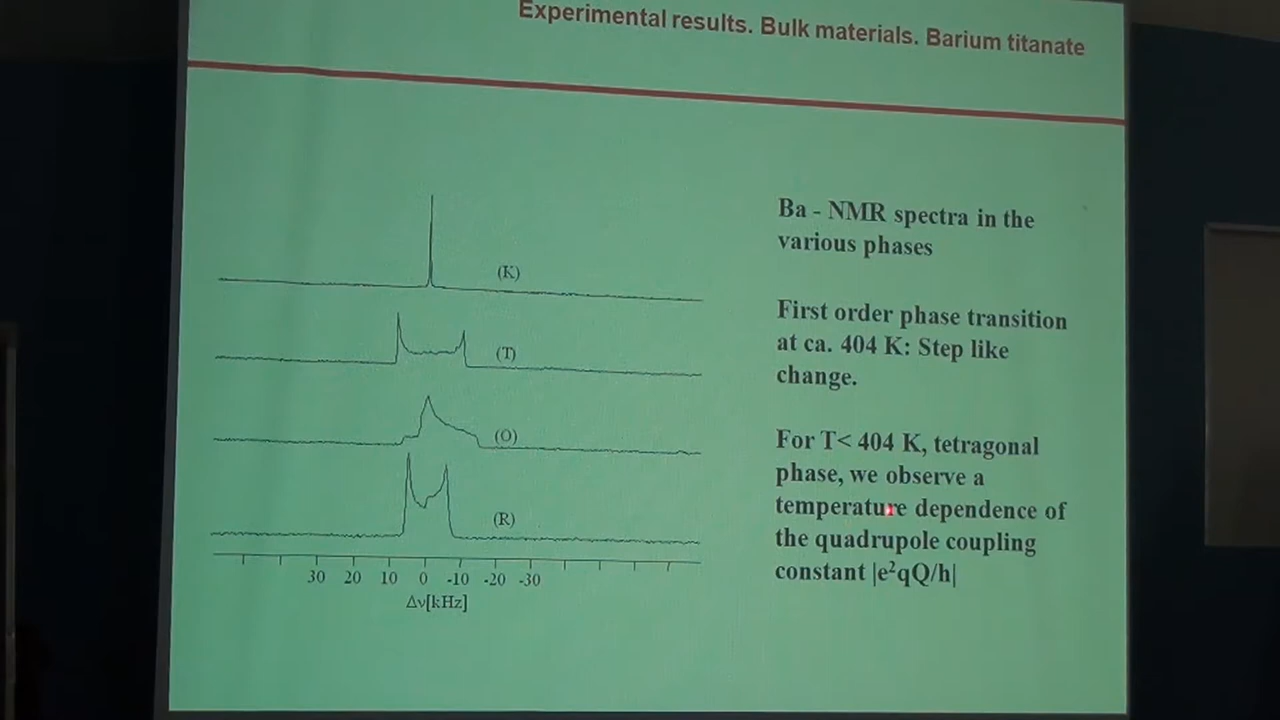 Experimental results. Bulk materials. Barium titanate
Ba - NMR spectra in the
various phases
First order phase transition
at ca. 404 K: Step like
change.
For T< 404 K, tetragonal
phase, we observe a
temperature dependence of
the quadrupole coupling
constant |e²qQ/h|
(K)
(T)
(O)
(R)
30 20 10 0 -10 -20 -30
Δν[kHz]